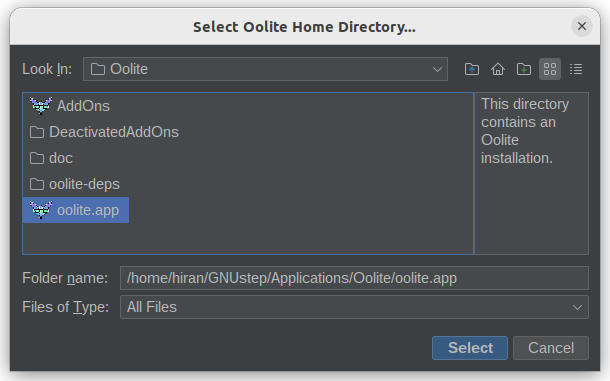 Select Oolite Home Directory...
Look In: Oolite
AddOns
DeactivatedAddOns
doc
oolite-deps
oolite.app
This directory
contains an
Oolite
installation.
Folder name: /home/hiran/GNUstep/Applications/Oolite/oolite.app
Files of Type: All Files
Select Cancel